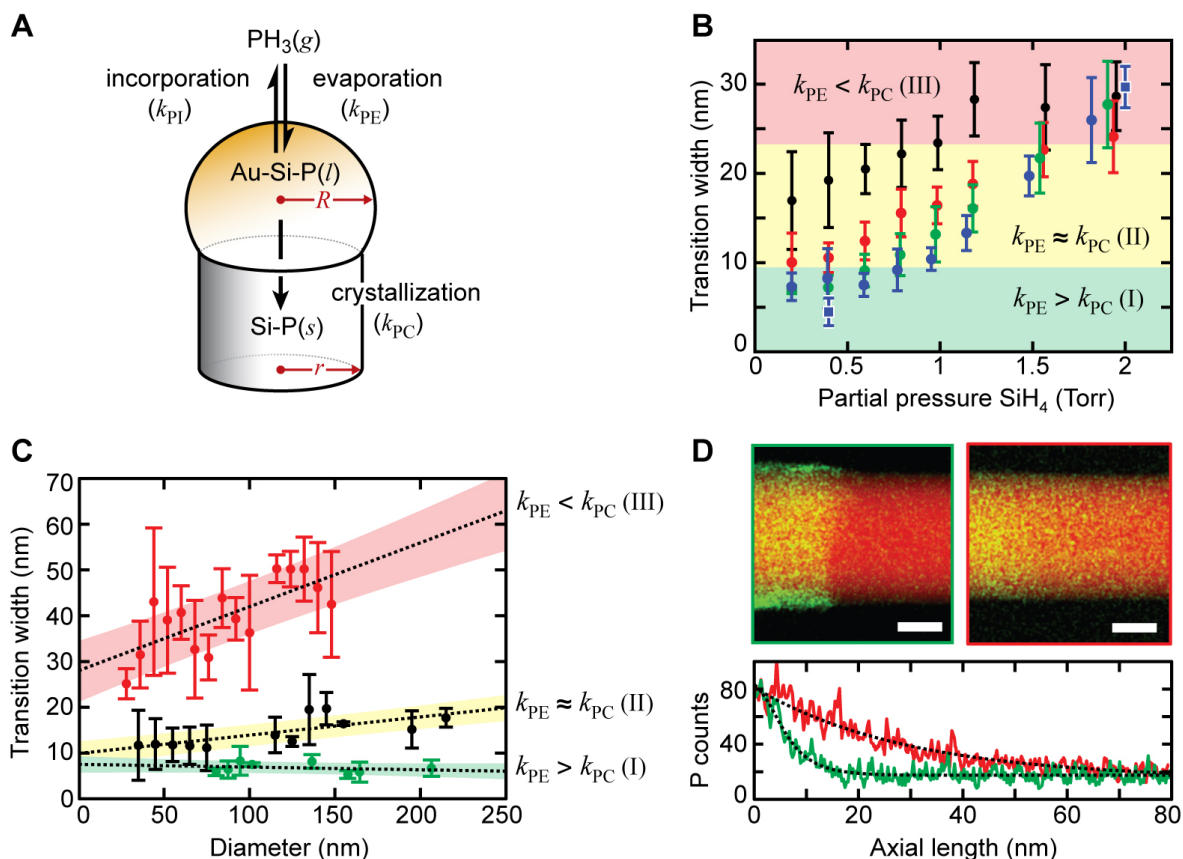 A
PH3(g)
incorporation
(kPI)
evaporation
(kPE)
Au-Si-P(l)
R
crystallization
(kPC)
Si-P(s)
r
B
Transition width (nm)
30
20
10
0
kPE < kPC (III)
kPE ≈ kPC (II)
kPE > kPC (I)
0 0.5 1 1.5 2
Partial pressure SiH4 (Torr)
C
Transition width (nm)
70
60
50
40
30
20
10
0
kPE < kPC (III)
kPE ≈ kPC (II)
kPE > kPC (I)
0 50 100 150 200 250
Diameter (nm)
D
P counts
80
40
0
0 20 40 60 80
Axial length (nm)